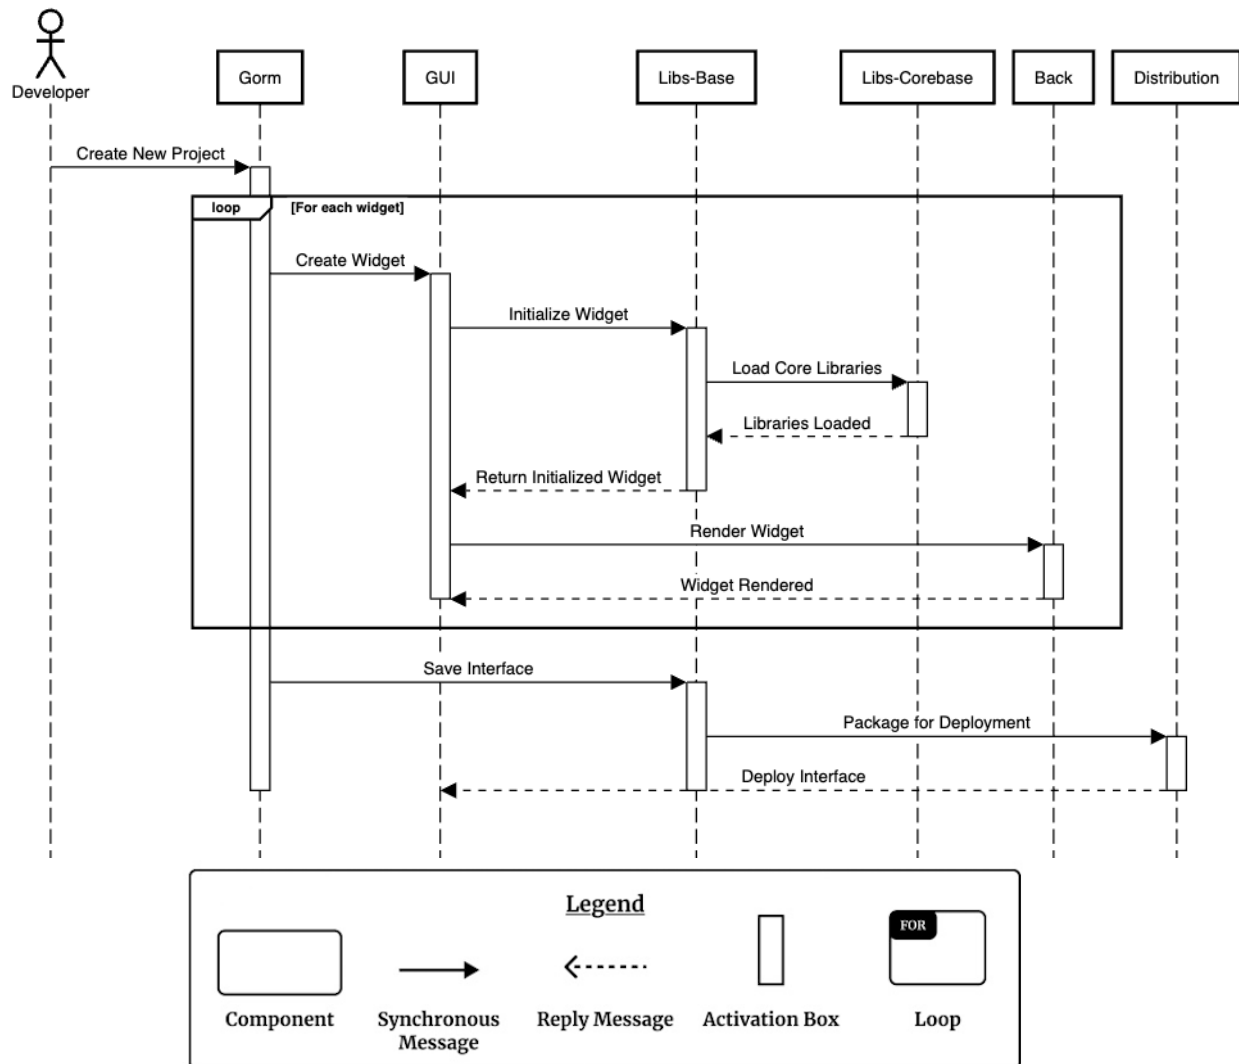 Developer
Gorm
GUI
Libs-Base
Libs-Corebase
Back
Distribution
Create New Project
loop
[For each widget]
Create Widget
Initialize Widget
Load Core Libraries
Libraries Loaded
Return Initialized Widget
Render Widget
Widget Rendered
Save Interface
Package for Deployment
Deploy Interface
Legend
FOR
Component
Synchronous
Message
Reply Message
Activation Box
Loop